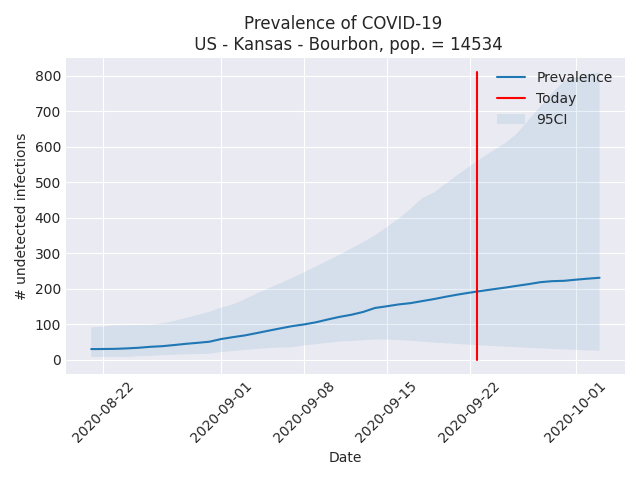 Prevalence of COVID-19
US - Kansas - Bourbon, pop. = 14534
Prevalence
Today
95CI
# undetected infections
800
700
600
500
400
300
200
100
0
2020-08-22
2020-09-01
2020-09-08
2020-09-15
2020-09-22
2020-10-01
Date